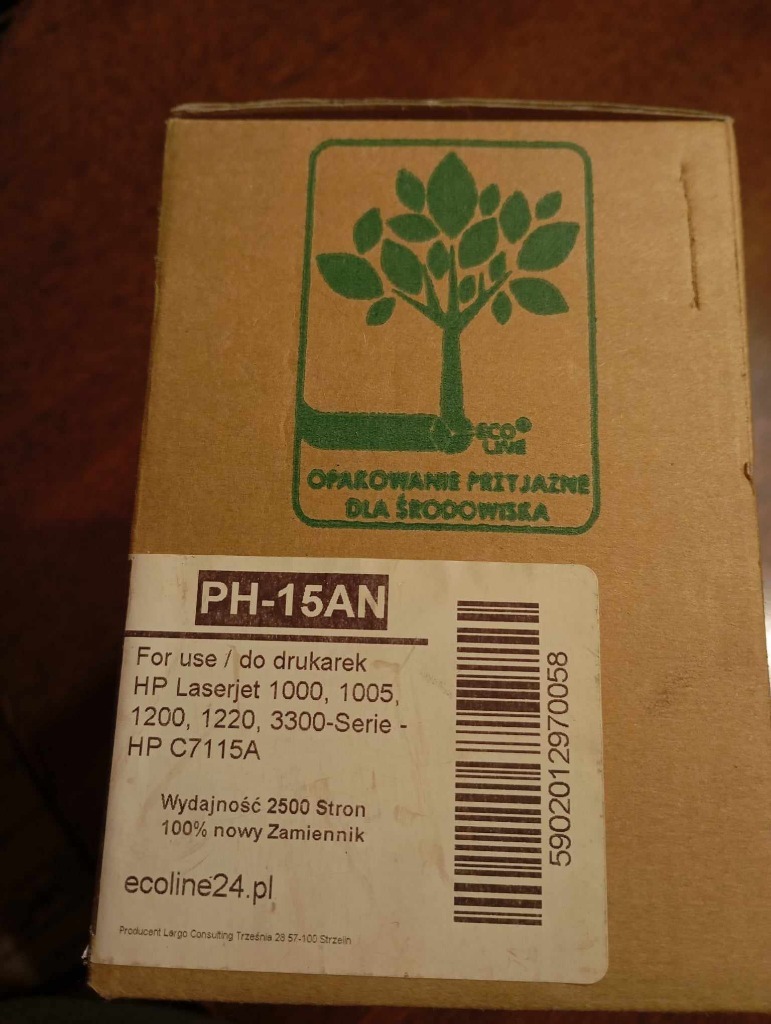 ECO®
LINE
OPAKOWANIE PRZYJAZNE
DLA ŚRODOWISKA
PH-15AN
For use / do drukarek
HP Laserjet 1000, 1005,
1200, 1220, 3300-Serie -
HP C7115A
Wydajność 2500 Stron
100% nowy Zamiennik
ecoline24.pl
Producent Largo Consulting Trześnia 28 57-100 Strzelin
5902012970058